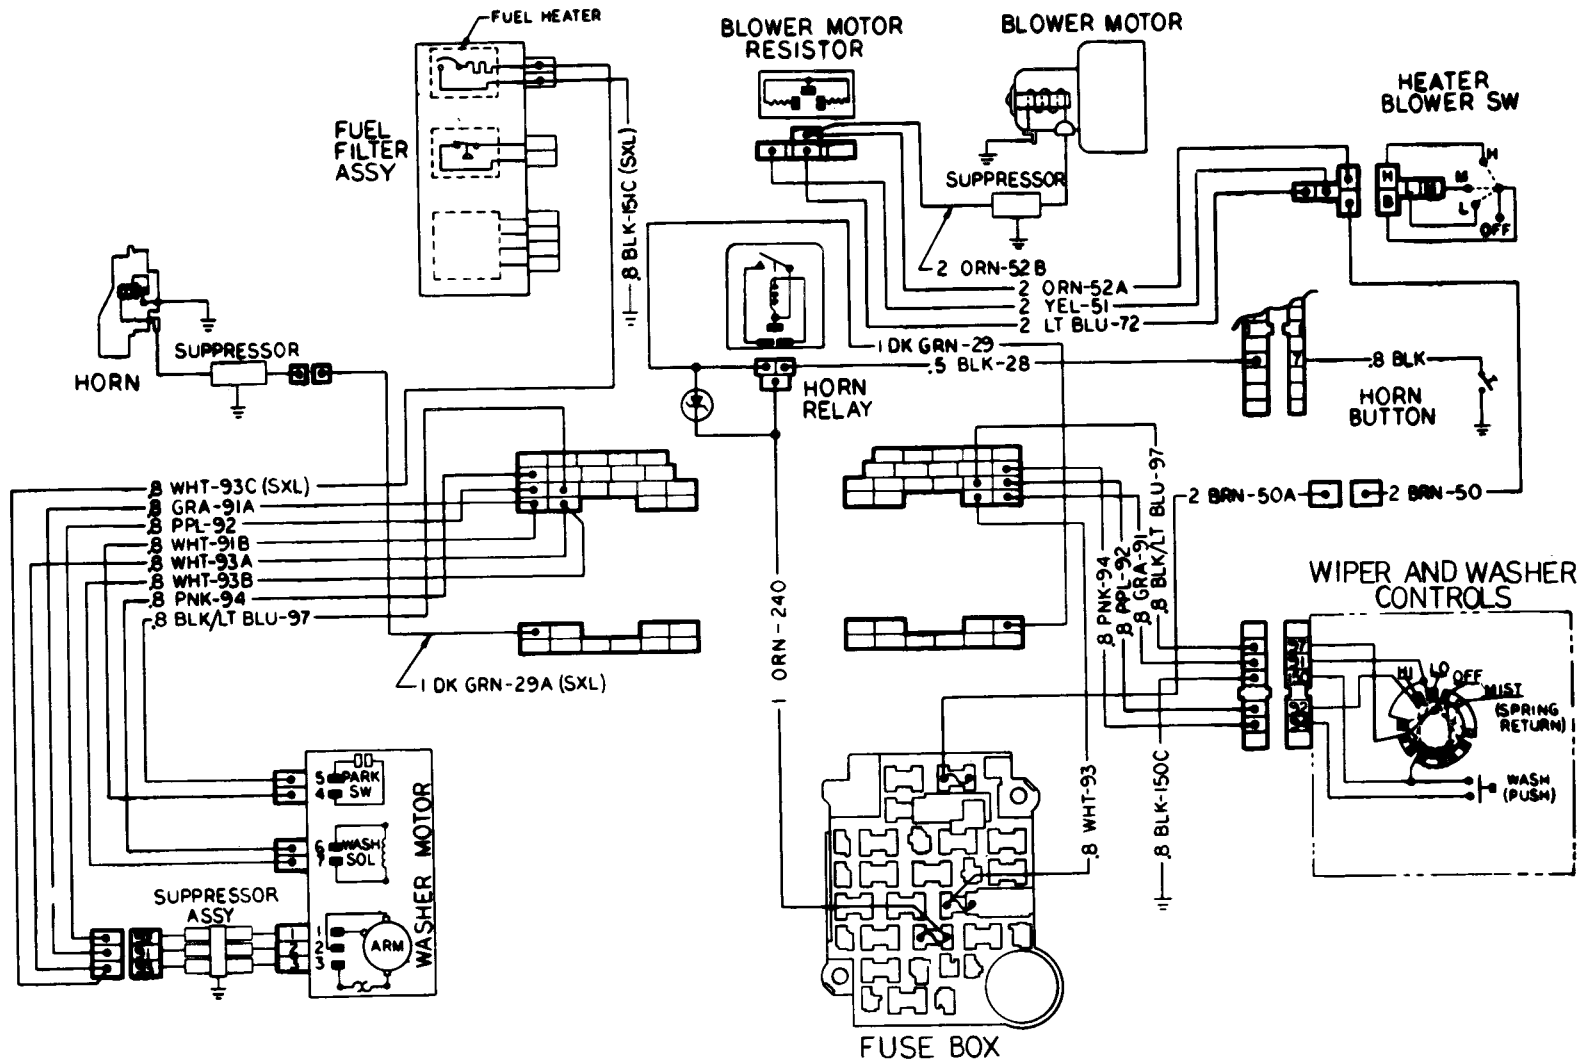 FUEL HEATER
BLOWER MOTOR
RESISTOR
BLOWER MOTOR
HEATER
BLOWER SW
FUEL
FILTER
ASSY
.8 BLK-151C (SXL)
SUPPRESSOR
H
M
L
OFF
H
B
2 ORN-52B
2 ORN-52A
2 YEL-51
2 LT BLU-72
1 DK GRN-29
.5 BLK-28
7
.8 BLK
HORN
BUTTON
SUPPRESSOR
HORN
HORN
RELAY
.8 WHT-93C (SXL)
.8 GRA-91A
.8 PPL-92
.8 WHT-91B
.8 WHT-93A
.8 WHT-93B
.8 PNK-94
.8 BLK/LT BLU-97
1 DK GRN-29A (SXL)
1 ORN-240
.8 PNK-94
.8 PPL-92
.8 GRA-91
.8 BLK/LT BLU-97
2 BRN-50A
2 BRN-50
WIPER AND WASHER
CONTROLS
HI
LO
OFF
MIST
(SPRING
RETURN)
WASH
(PUSH)
.8 WHT-93
.8 BLK-150C
5
4
PARK
SW
6
7
WASH
SOL
SUPPRESSOR
ASSY
1
2
3
1
2
3
ARM
WASHER MOTOR
FUSE BOX